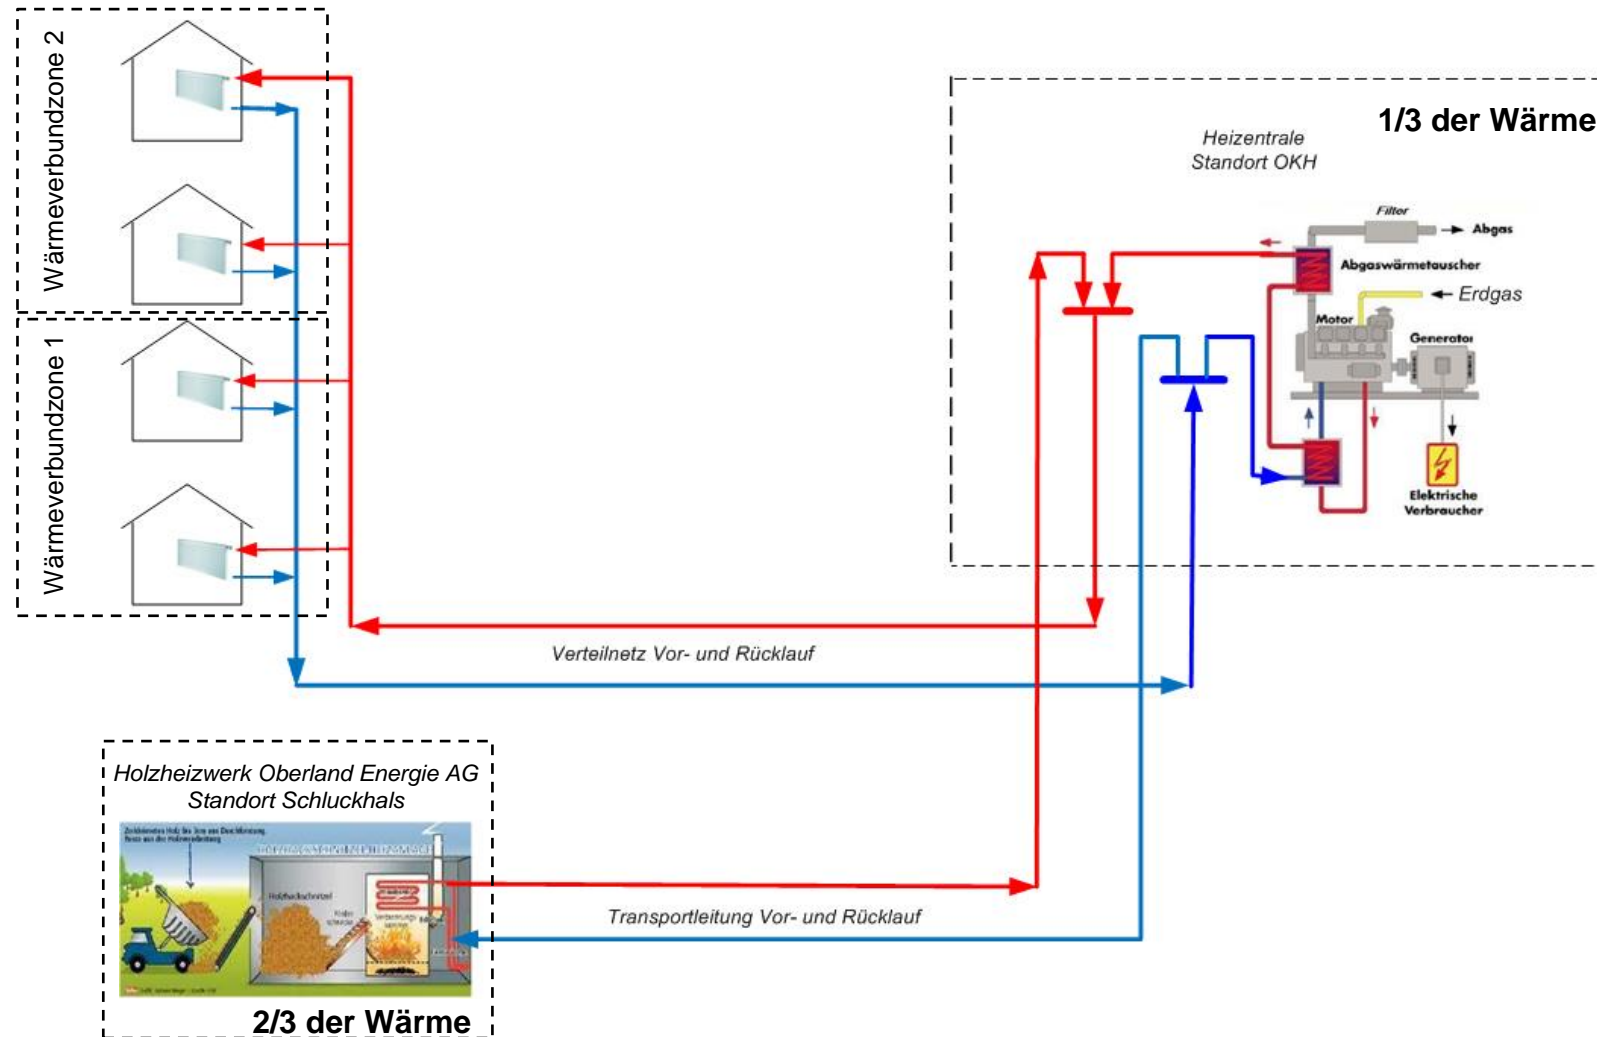 Wärmeverbundzone 2
Wärmeverbundzone 1
1/3 der Wärme
Heizentrale
Standort OKH
Filter
Abgas
Abgaswärmetauscher
Erdgas
Motor
Generator
Elektrische
Verbraucher
Verteilnetz Vor- und Rücklauf
Holzheizwerk Oberland Energie AG
Standort Schluckhals
Holzhackschnitzel
Transportleitung Vor- und Rücklauf
2/3 der Wärme